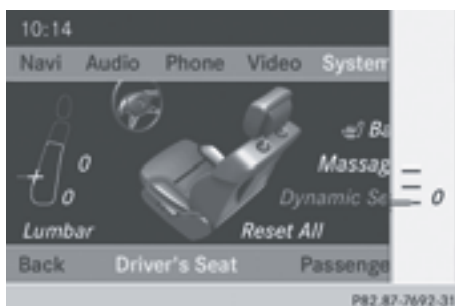 10:14
Navi Audio Phone Video System
Ba
0 Massag
0 Dynamic Se 0
Lumbar Reset All
Back Driver's Seat Passenge
P82.87-7692-31